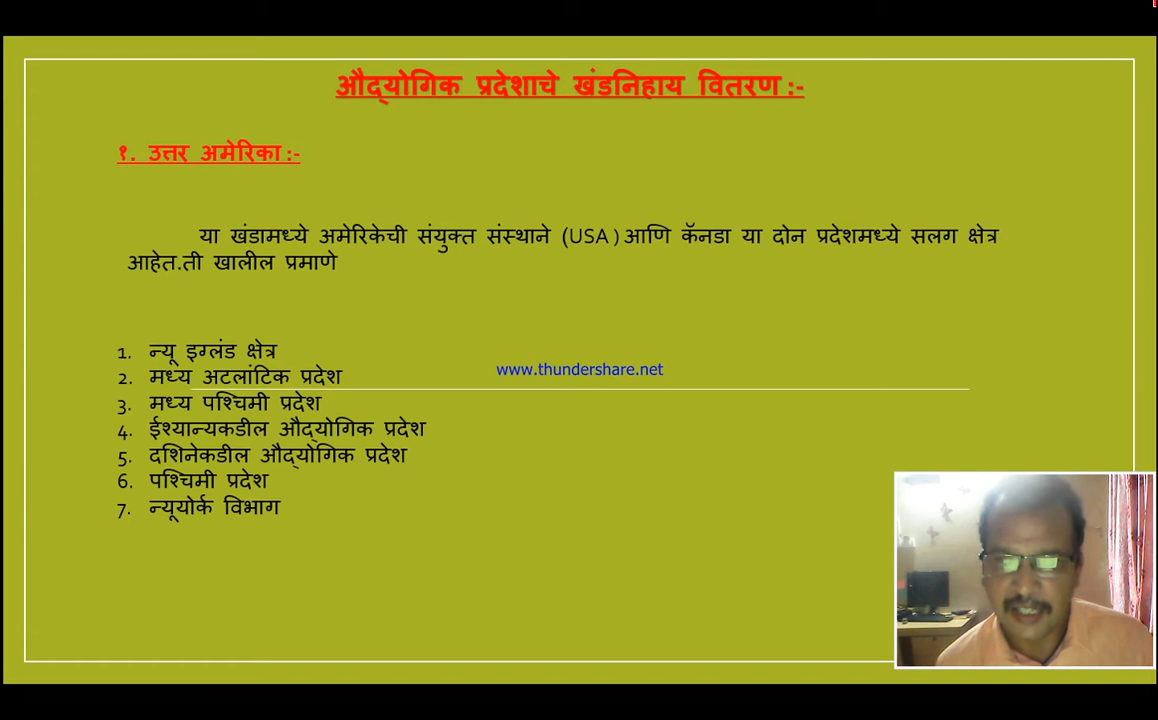 औद्योगिक प्रदेशाचे खंडनिहाय वितरण :-
१. उत्तर अमेरिका :-
या खंडामध्ये अमेरिकेची संयुक्त संस्थाने (USA ) आणि कॅनडा या दोन प्रदेशमध्ये सलग क्षेत्र
आहेत.ती खालील प्रमाणे
1. न्यू इग्लंड क्षेत्र
www.thundershare.net
2. मध्य अटलांटिक प्रदेश
3. मध्य पश्चिमी प्रदेश
4. ईश्यान्यकडील औद्योगिक प्रदेश
5. दशिनेकडील औद्योगिक प्रदेश
6. पश्चिमी प्रदेश
7. न्यूयोर्क विभाग